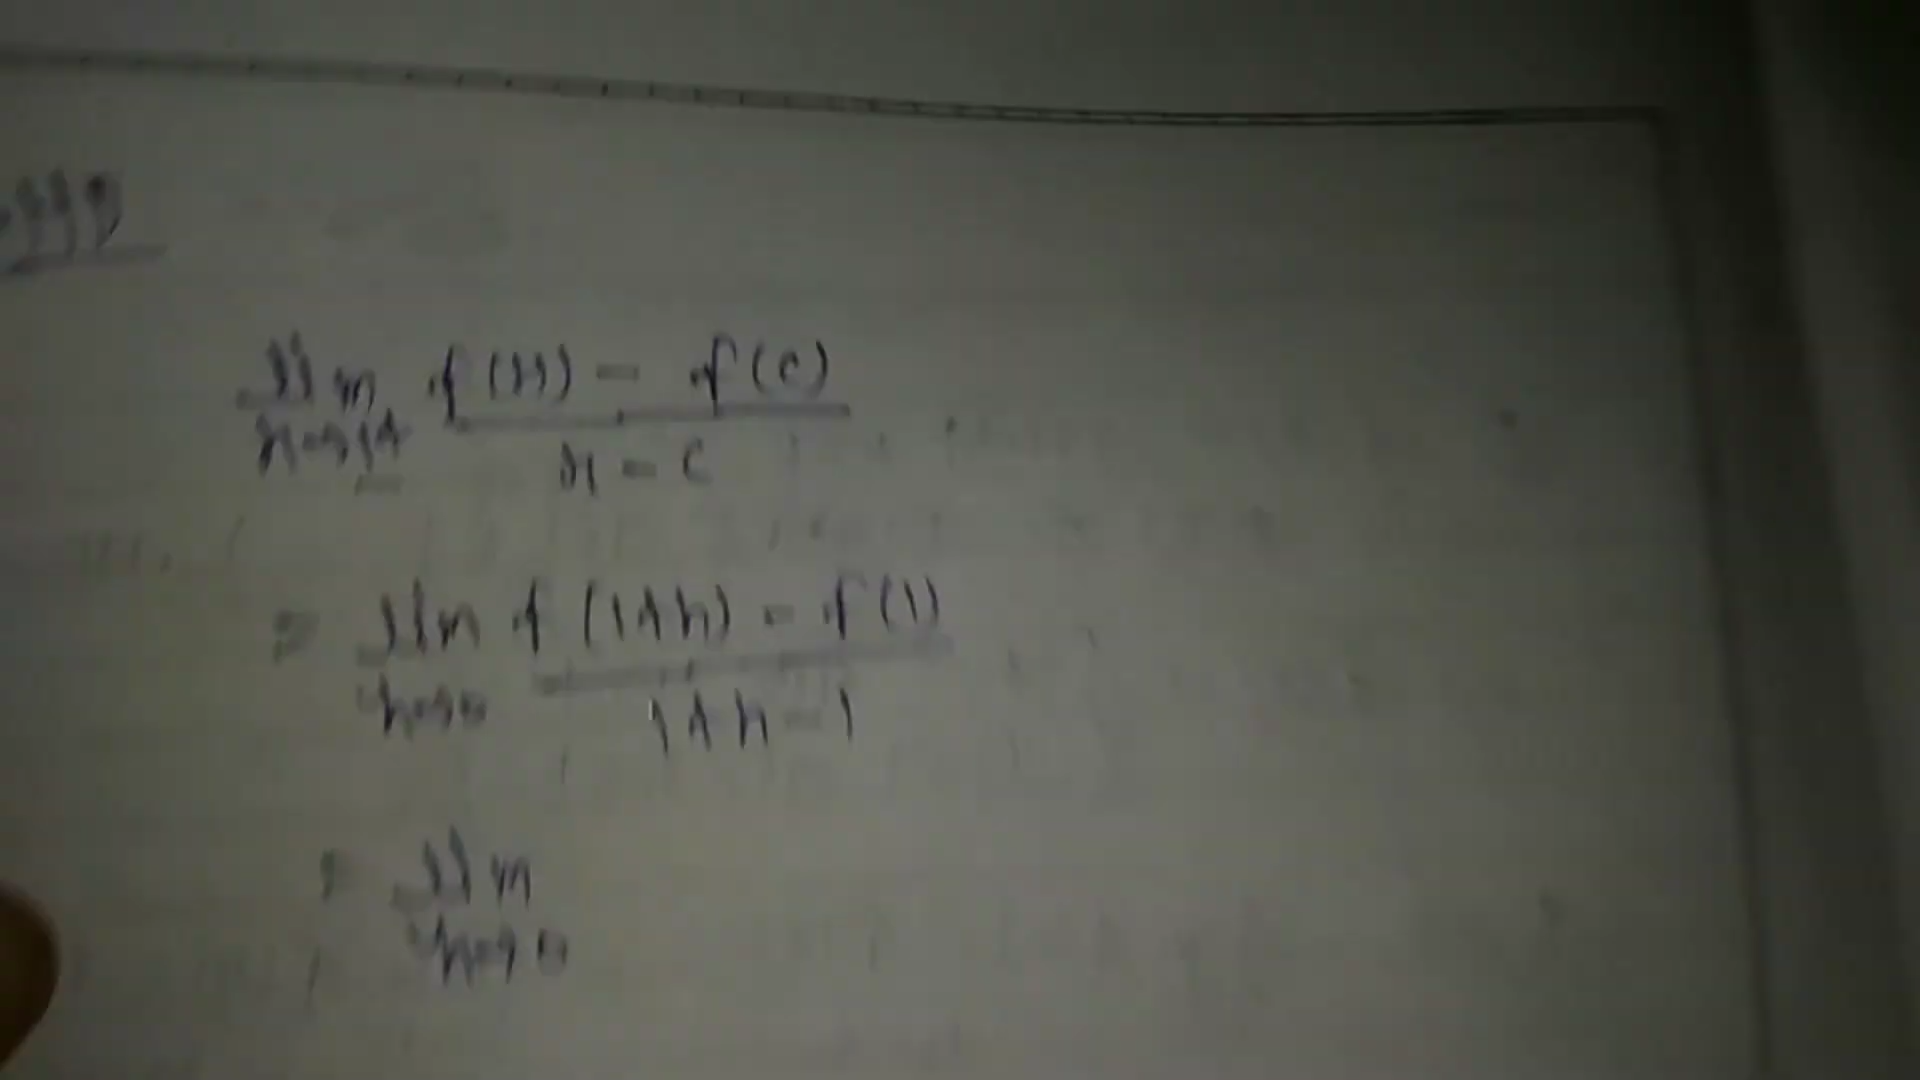 lim f(x) - f(c)
x→1+ x - c
= lim f(1+h) - f(1)
h→0 1+h-1
= lim
h→0